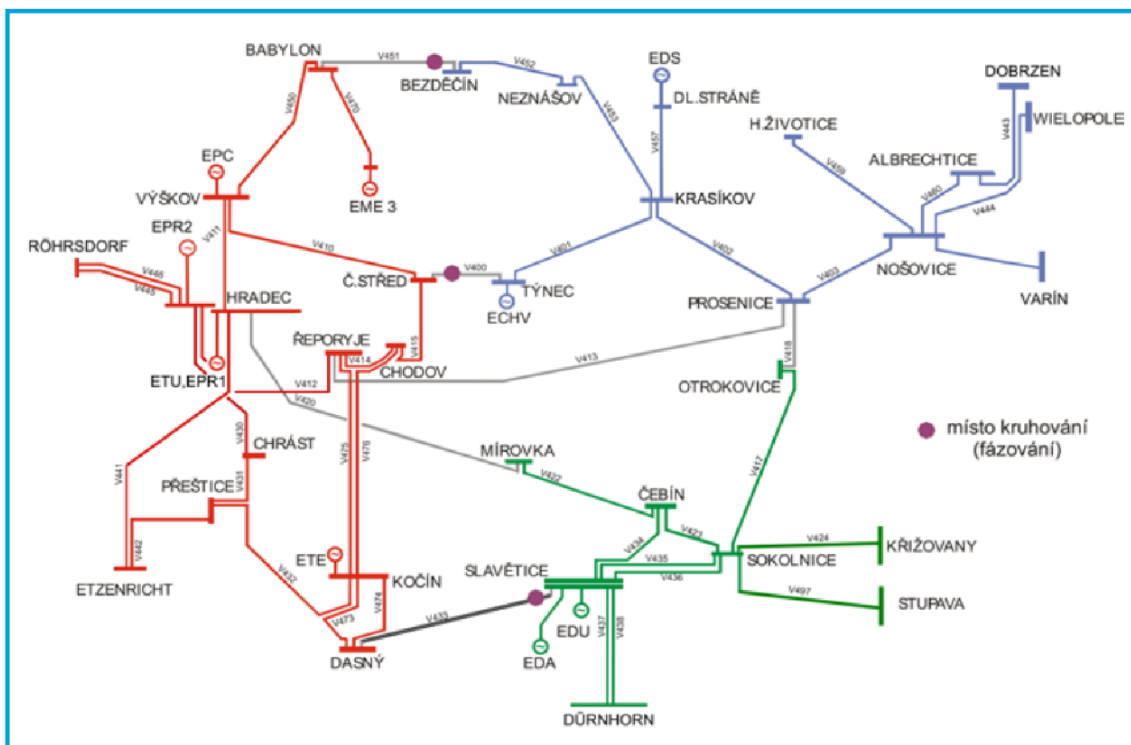 BABYLON
V451
BEZDĚČÍN
V452
NEZNÁŠOV
EDS
DL.STRÁNĚ
DOBRZEN
WIELOPOLE
V450
V470
V453
V457
H.ŽIVOTICE
V443
ALBRECHTICE
V459
V460
V444
EPC
VÝŠKOV
EME 3
KRASÍKOV
EPR2
RÖHRSDORF
V411
V410
V401
V402
V403
NOŠOVICE
VARÍN
V446
V445
Č.STŘED
V400
TÝNEC
ECHV
PROSENICE
HRADEC
ŘEPORYJE
V414
V415
CHODOV
V413
V418
ETU,EPR1
V412
V420
OTROKOVICE
V430
CHRÁST
V475
V476
MÍROVKA
V417
místo kruhování
(fázování)
V441
V431
PŘEŠTICE
V422
ČEBÍN
V423
V434
V435
V436
SOKOLNICE
V424
KŘIŽOVANY
V442
ETZENRICHT
V432
ETE
KOČÍN
SLAVĚTICE
V497
STUPAVA
V473
V474
V433
EDU
V437
V438
DASNÝ
EDA
DÜRNHORN